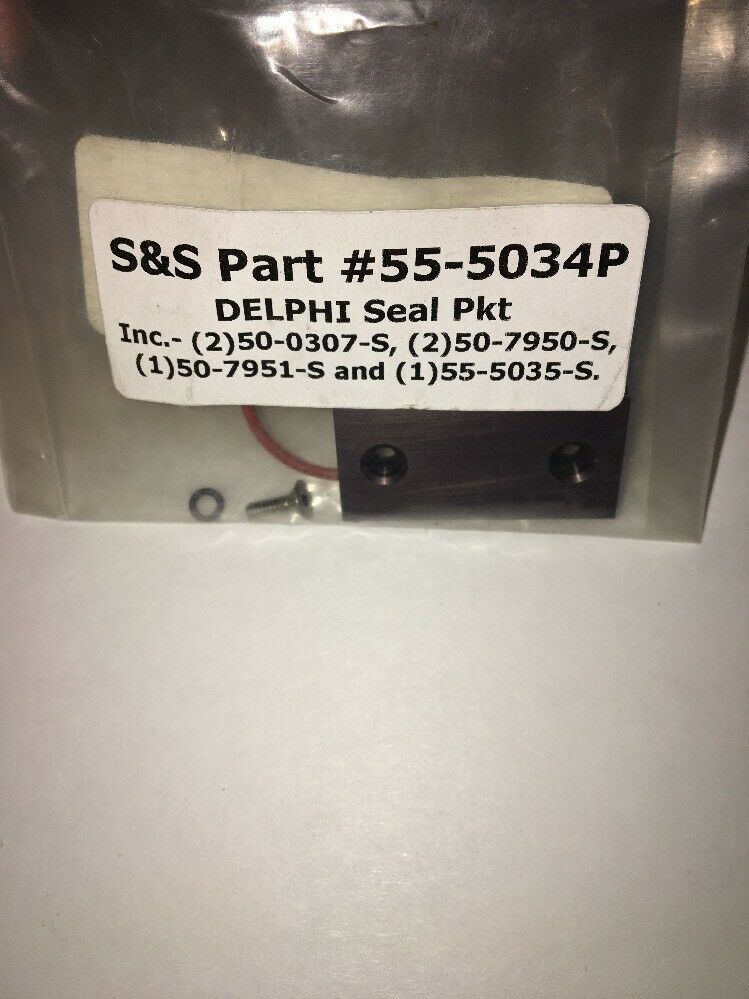 S&S Part #55-5034P
DELPHI Seal Pkt
Inc.- (2)50-0307-S, (2)50-7950-S,
(1)50-7951-S and (1)55-5035-S.